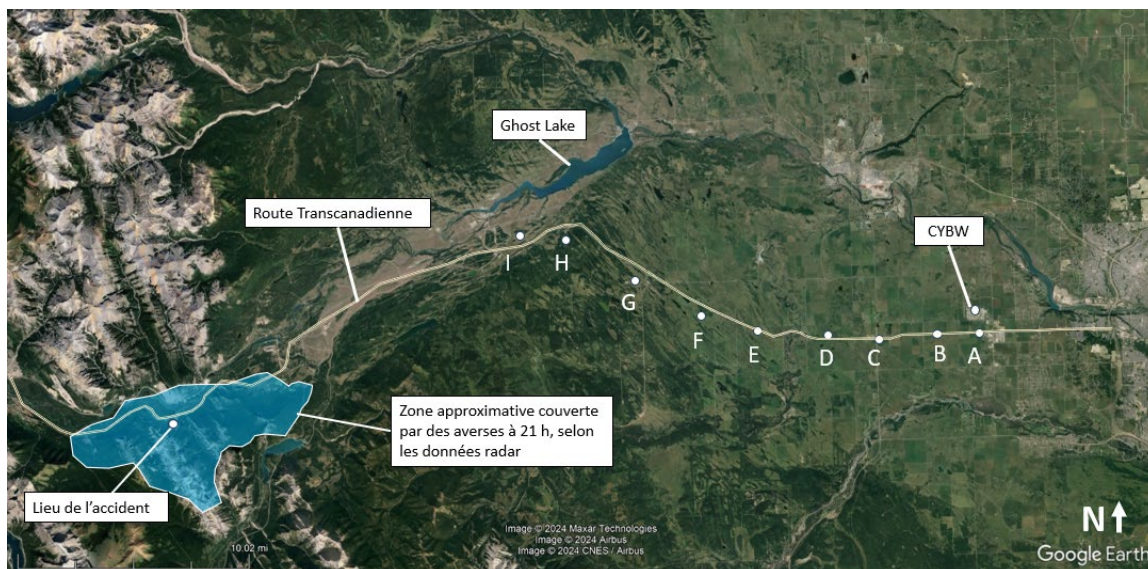 Ghost Lake
Route Transcanadienne
CYBW
I
H
G
F
E
D
C
B
A
Zone approximative couverte
par des averses à 21 h, selon
les données radar
Lieu de l’accident
10.02 mi
Image © 2024 Maxar Technologies
Image © 2024 Airbus
Image © 2024 CNES / Airbus
N
Google Earth